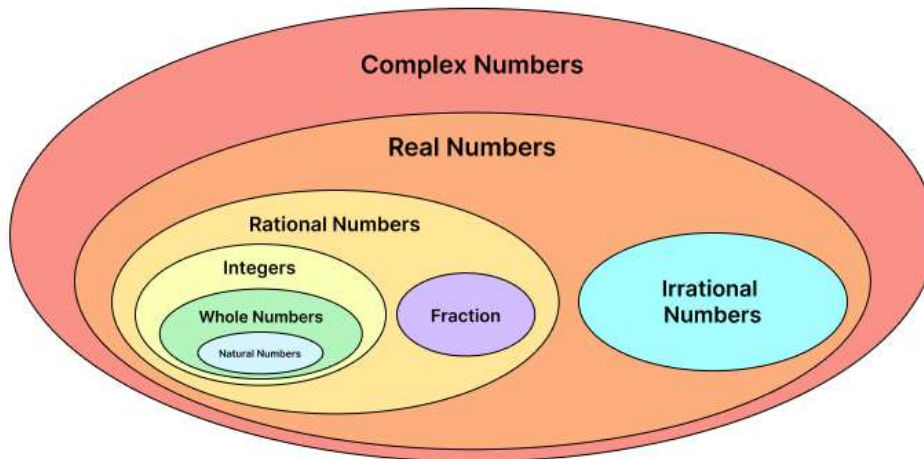 Complex Numbers
Real Numbers
Rational Numbers
Integers
Whole Numbers
Natural Numbers
Fraction
Irrational
Numbers